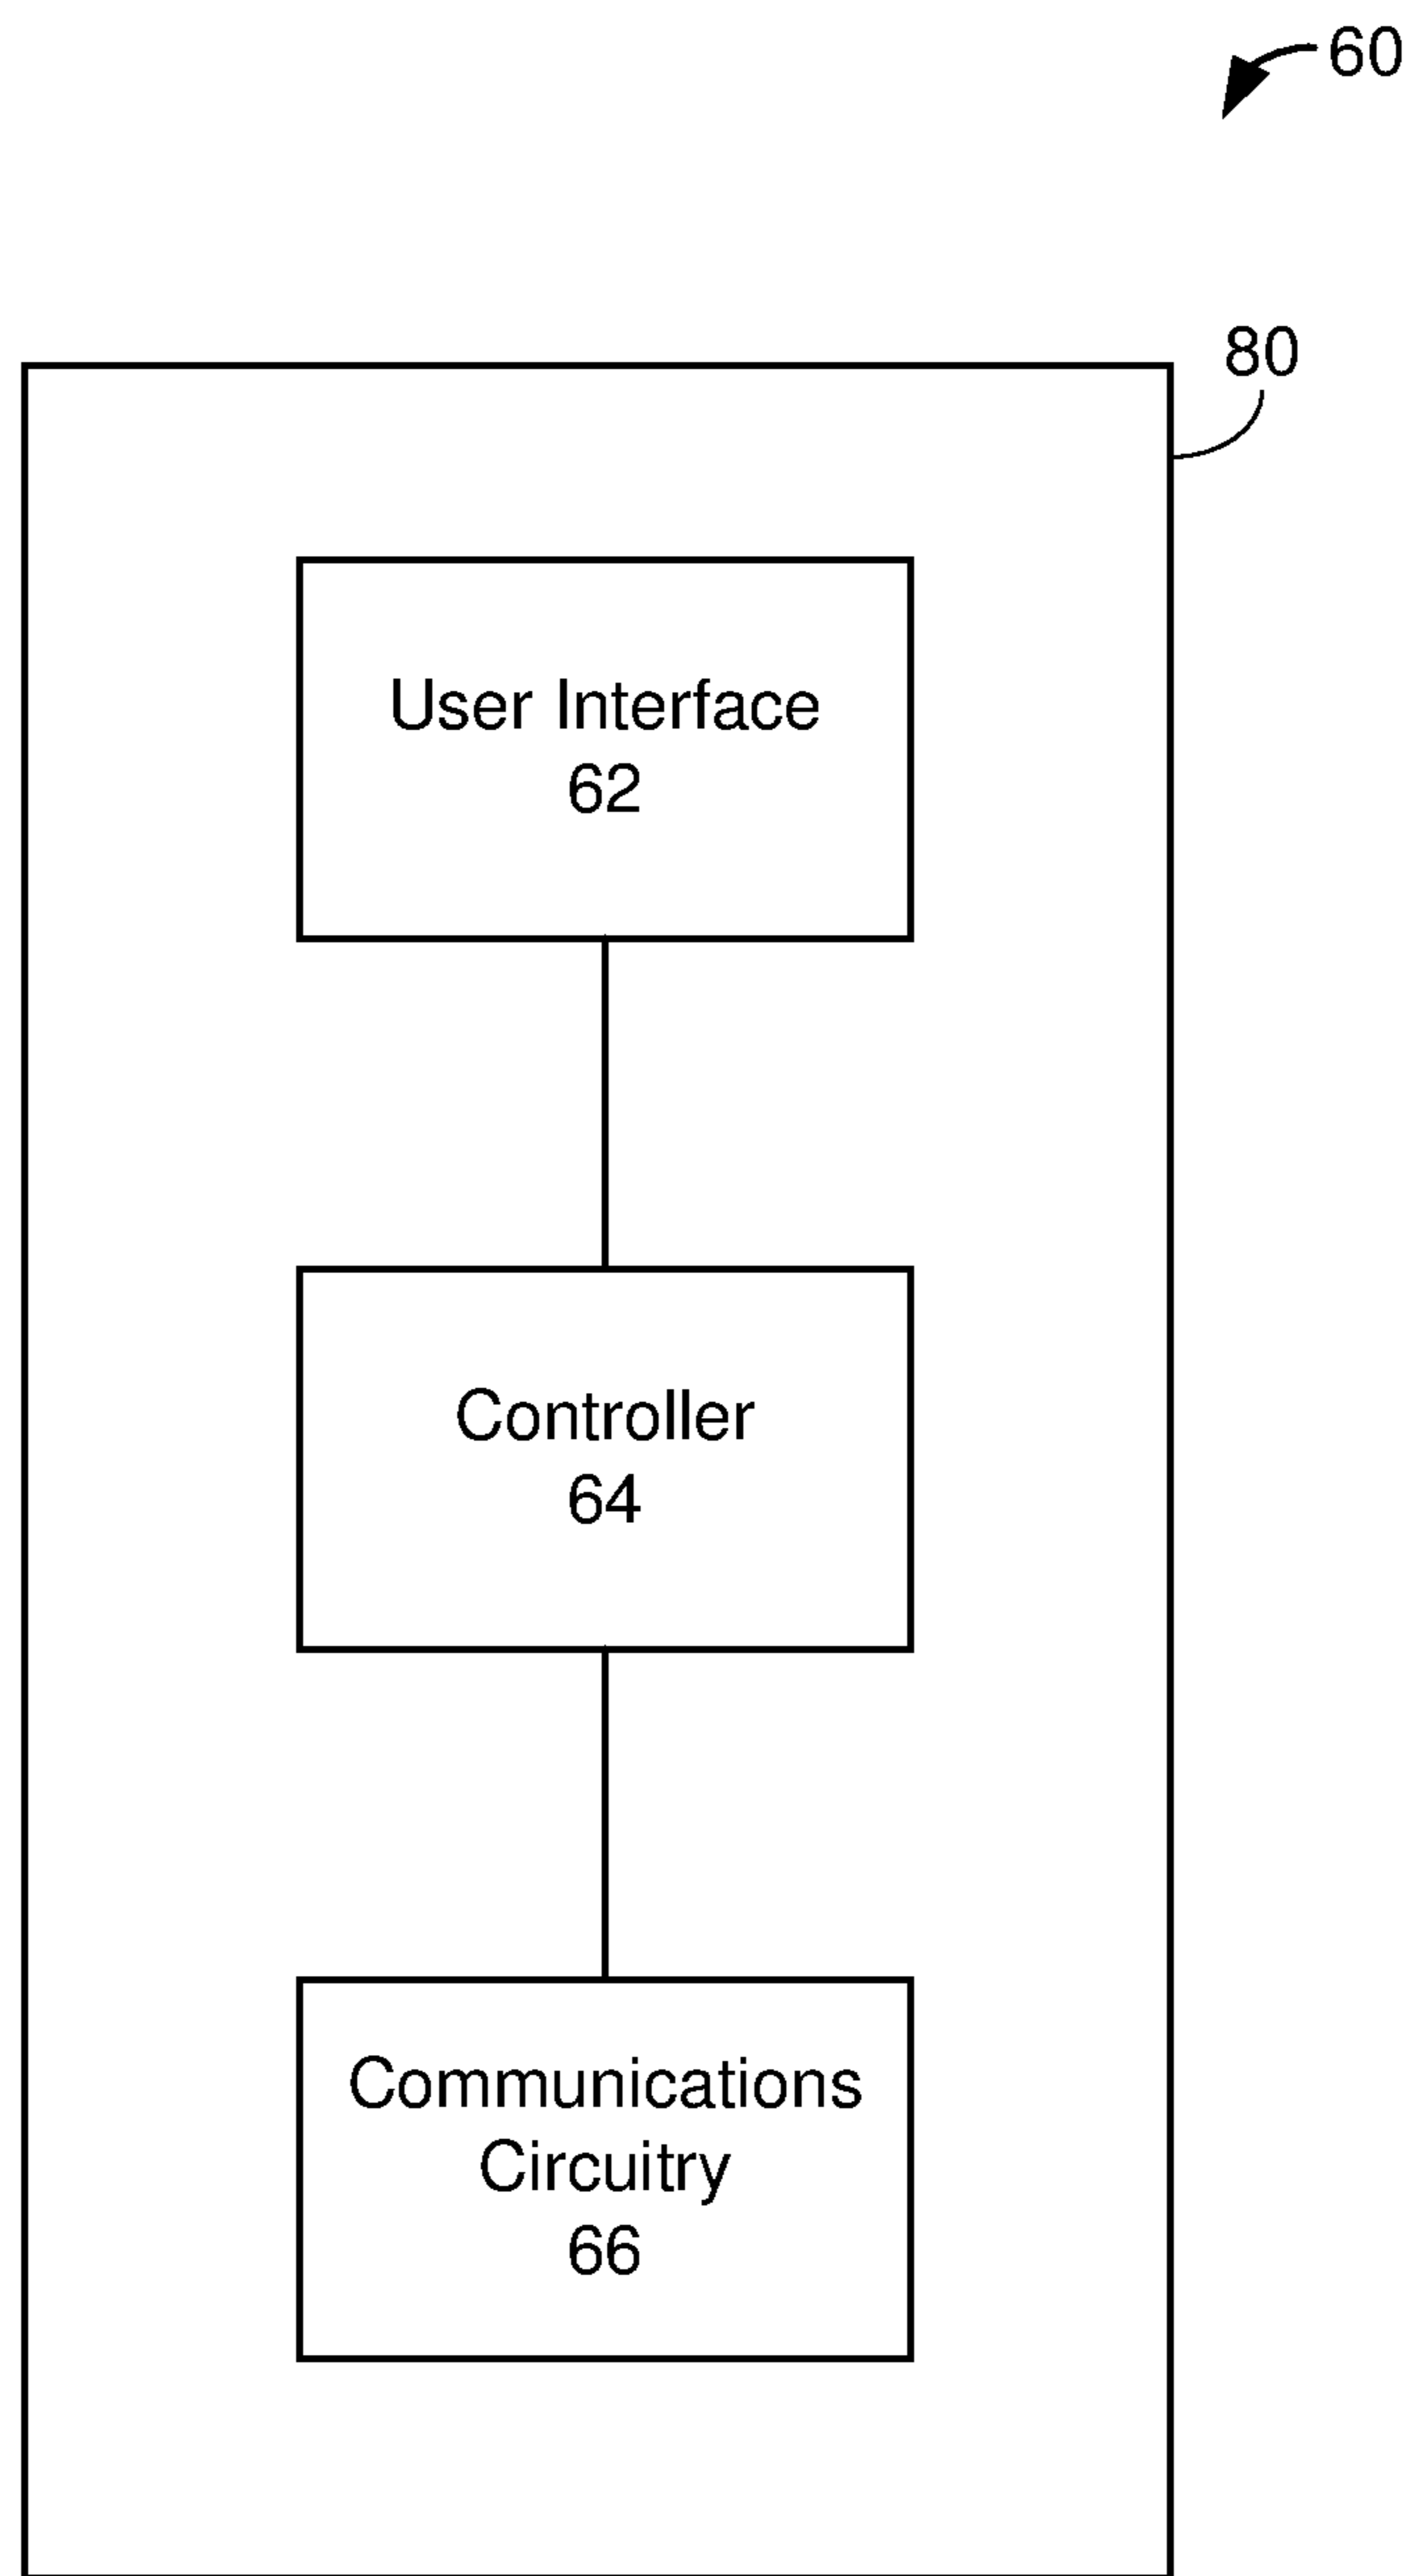 60
80
User Interface
62
Controller
64
Communications
Circuitry
66